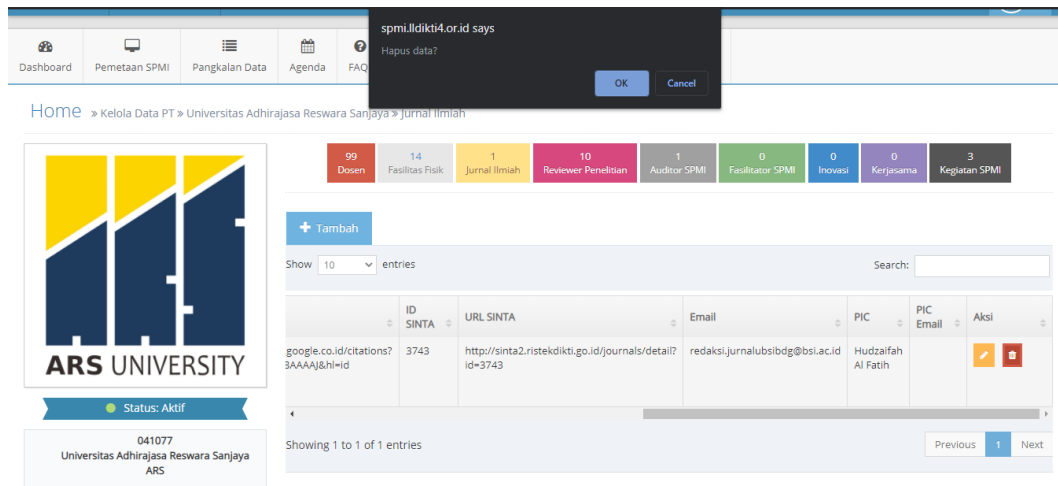 spmi.lldikti4.or.id says
Hapus data?
OK Cancel
Dashboard Pemetaan SPMI Pangkalan Data Agenda FAQ
Home » Kelola Data PT » Universitas Adhirajasa Reswara Sanjaya » Jurnal Ilmiah
99 14 1 10 1 0 0 0 3
Dosen Fasilitas Fisik Jurnal Ilmiah Reviewer Penelitian Auditor SPMI Fasilitator SPMI Inovasi Kerjasama Kegiatan SPMI
Tambah
Show 10 entries Search:
ID SINTA URL SINTA Email PIC PIC Email Aksi
google.co.id/citations? 3743 http://sinta2.ristekdikti.go.id/journals/detail? redaksi.jurnalubsibdg@bsi.ac.id Hudzaifah
BAAAAJ&hl=id id=3743 Al Fatih
Showing 1 to 1 of 1 entries Previous 1 Next
ARS UNIVERSITY
Status: Aktif
041077
Universitas Adhirajasa Reswara Sanjaya
ARS